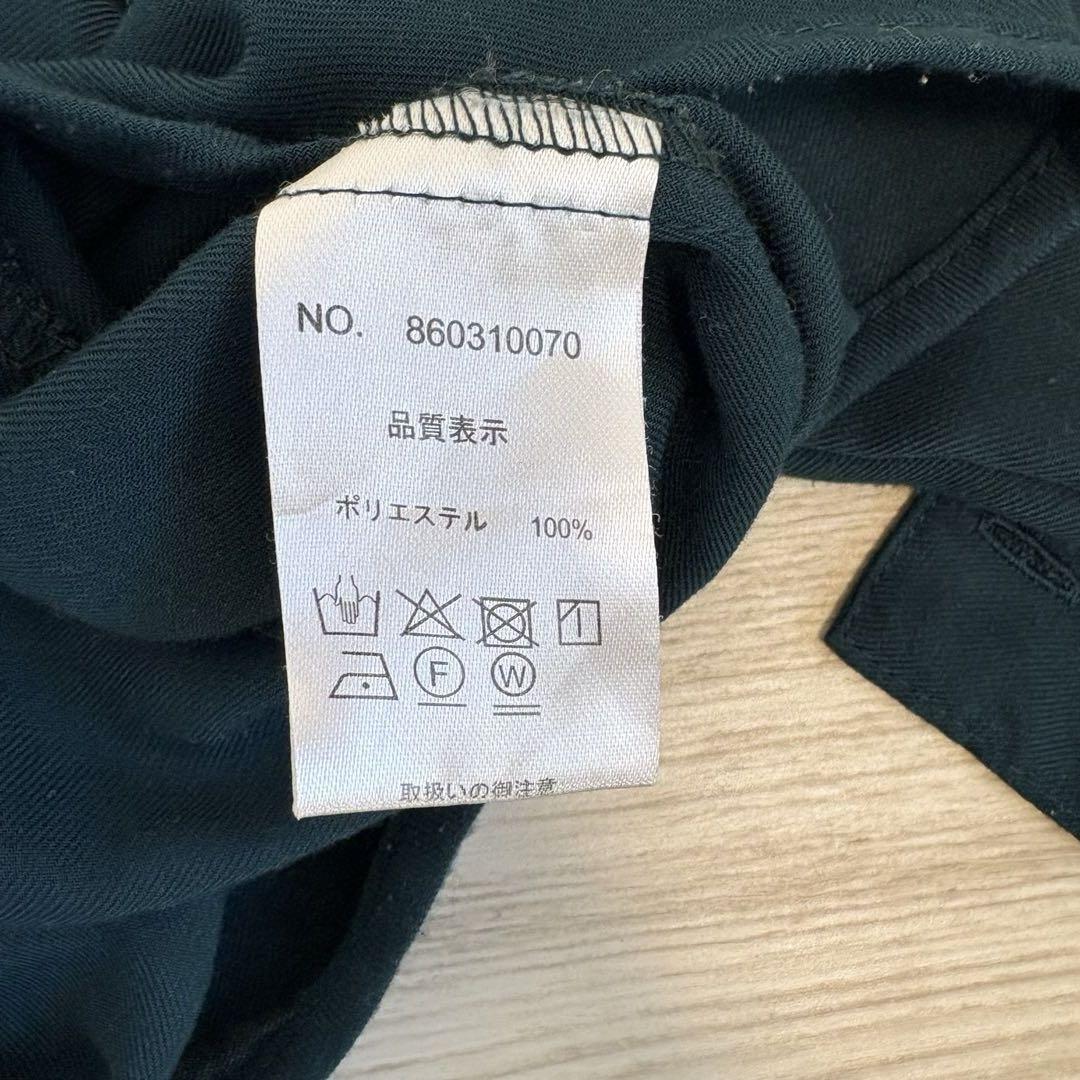 NO. 860310070
品質表示
ポリエステル 100%
F W
取扱いの御注意